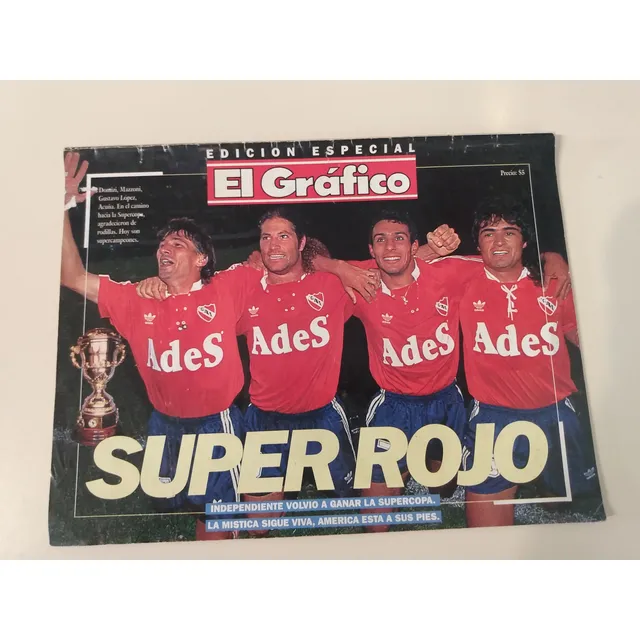 EDICION ESPECIAL
El Gráfico
Precio: $5
Domizi, Mazzoni,
Gustavo López,
Acuña. En el camino
hacia la Supercopa,
agradecieron de
rodillas. Hoy son
supercampeones.
AdeS AdeS AdeS AdeS
SUPER ROJO
INDEPENDIENTE VOLVIO A GANAR LA SUPERCOPA.
LA MISTICA SIGUE VIVA, AMERICA ESTA A SUS PIES.